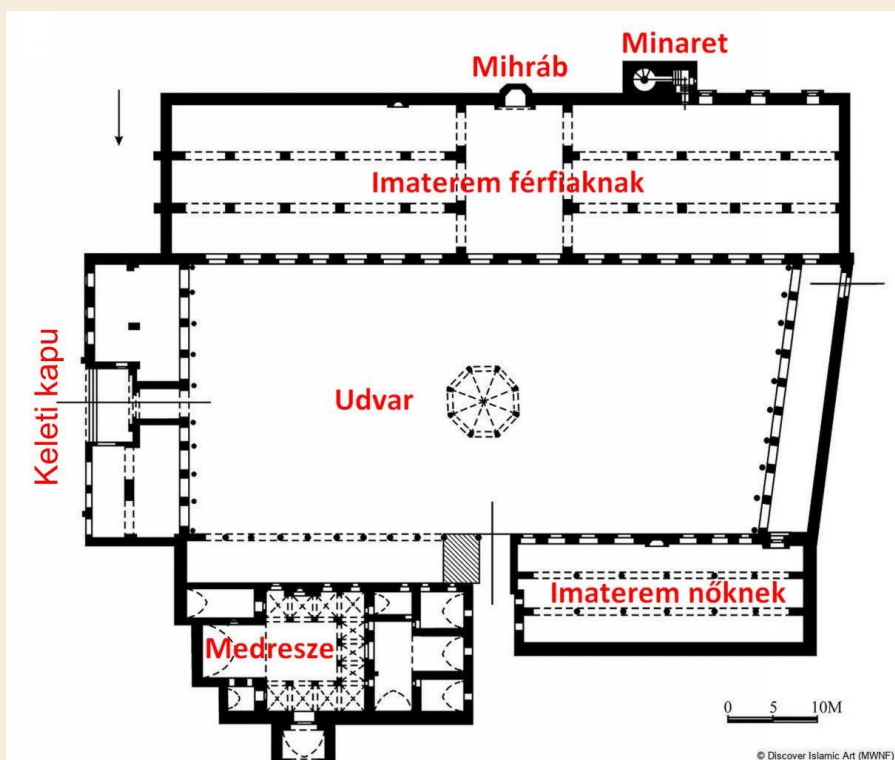 Minaret
Mihráb
Imaterem férfiaknak
Keleti kapu
Udvar
Imaterem nőknek
Medresze
0 5 10M
© Discover Islamic Art (MWNF)